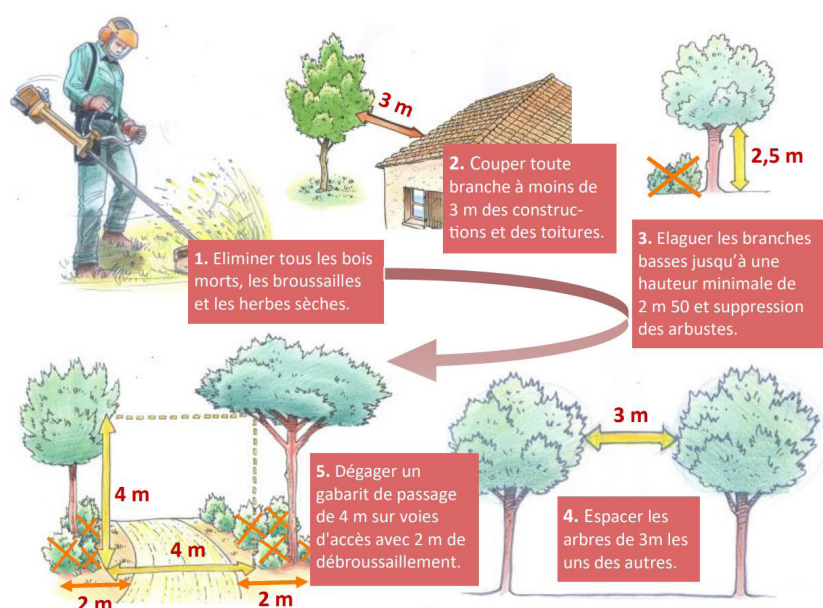 3 m
2. Couper toute
branche à moins de
3 m des construc-
tions et des toitures.
2,5 m
1. Eliminer tous les bois
morts, les broussailles
et les herbes sèches.
3. Elaguer les branches
basses jusqu'à une
hauteur minimale de
2 m 50 et suppression
des arbustes.
4 m
4 m
2 m
2 m
5. Dégager un
gabarit de passage
de 4 m sur voies
d'accès avec 2 m de
débroussaillement.
3 m
4. Espacer les
arbres de 3m les
uns des autres.